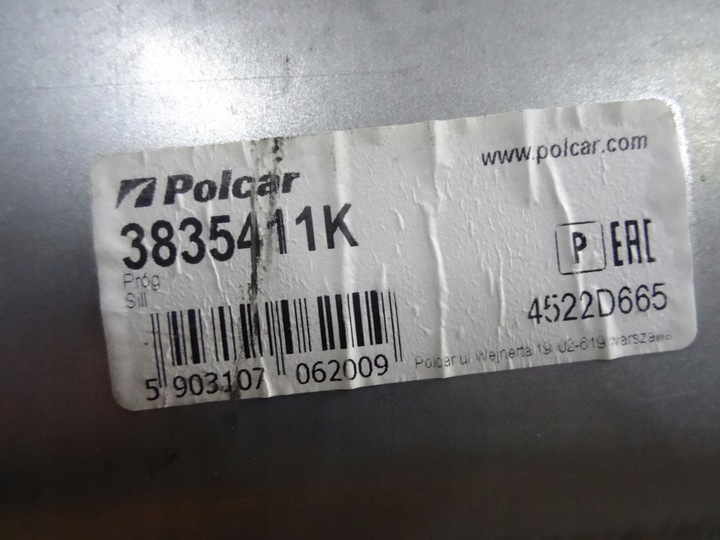 Polcar
www.polcar.com
3835411K
Próg
Sill
P EAC
4522D665
5 903107 062009
Polcar ul Wejnerta 19, 02-619 Warszawa